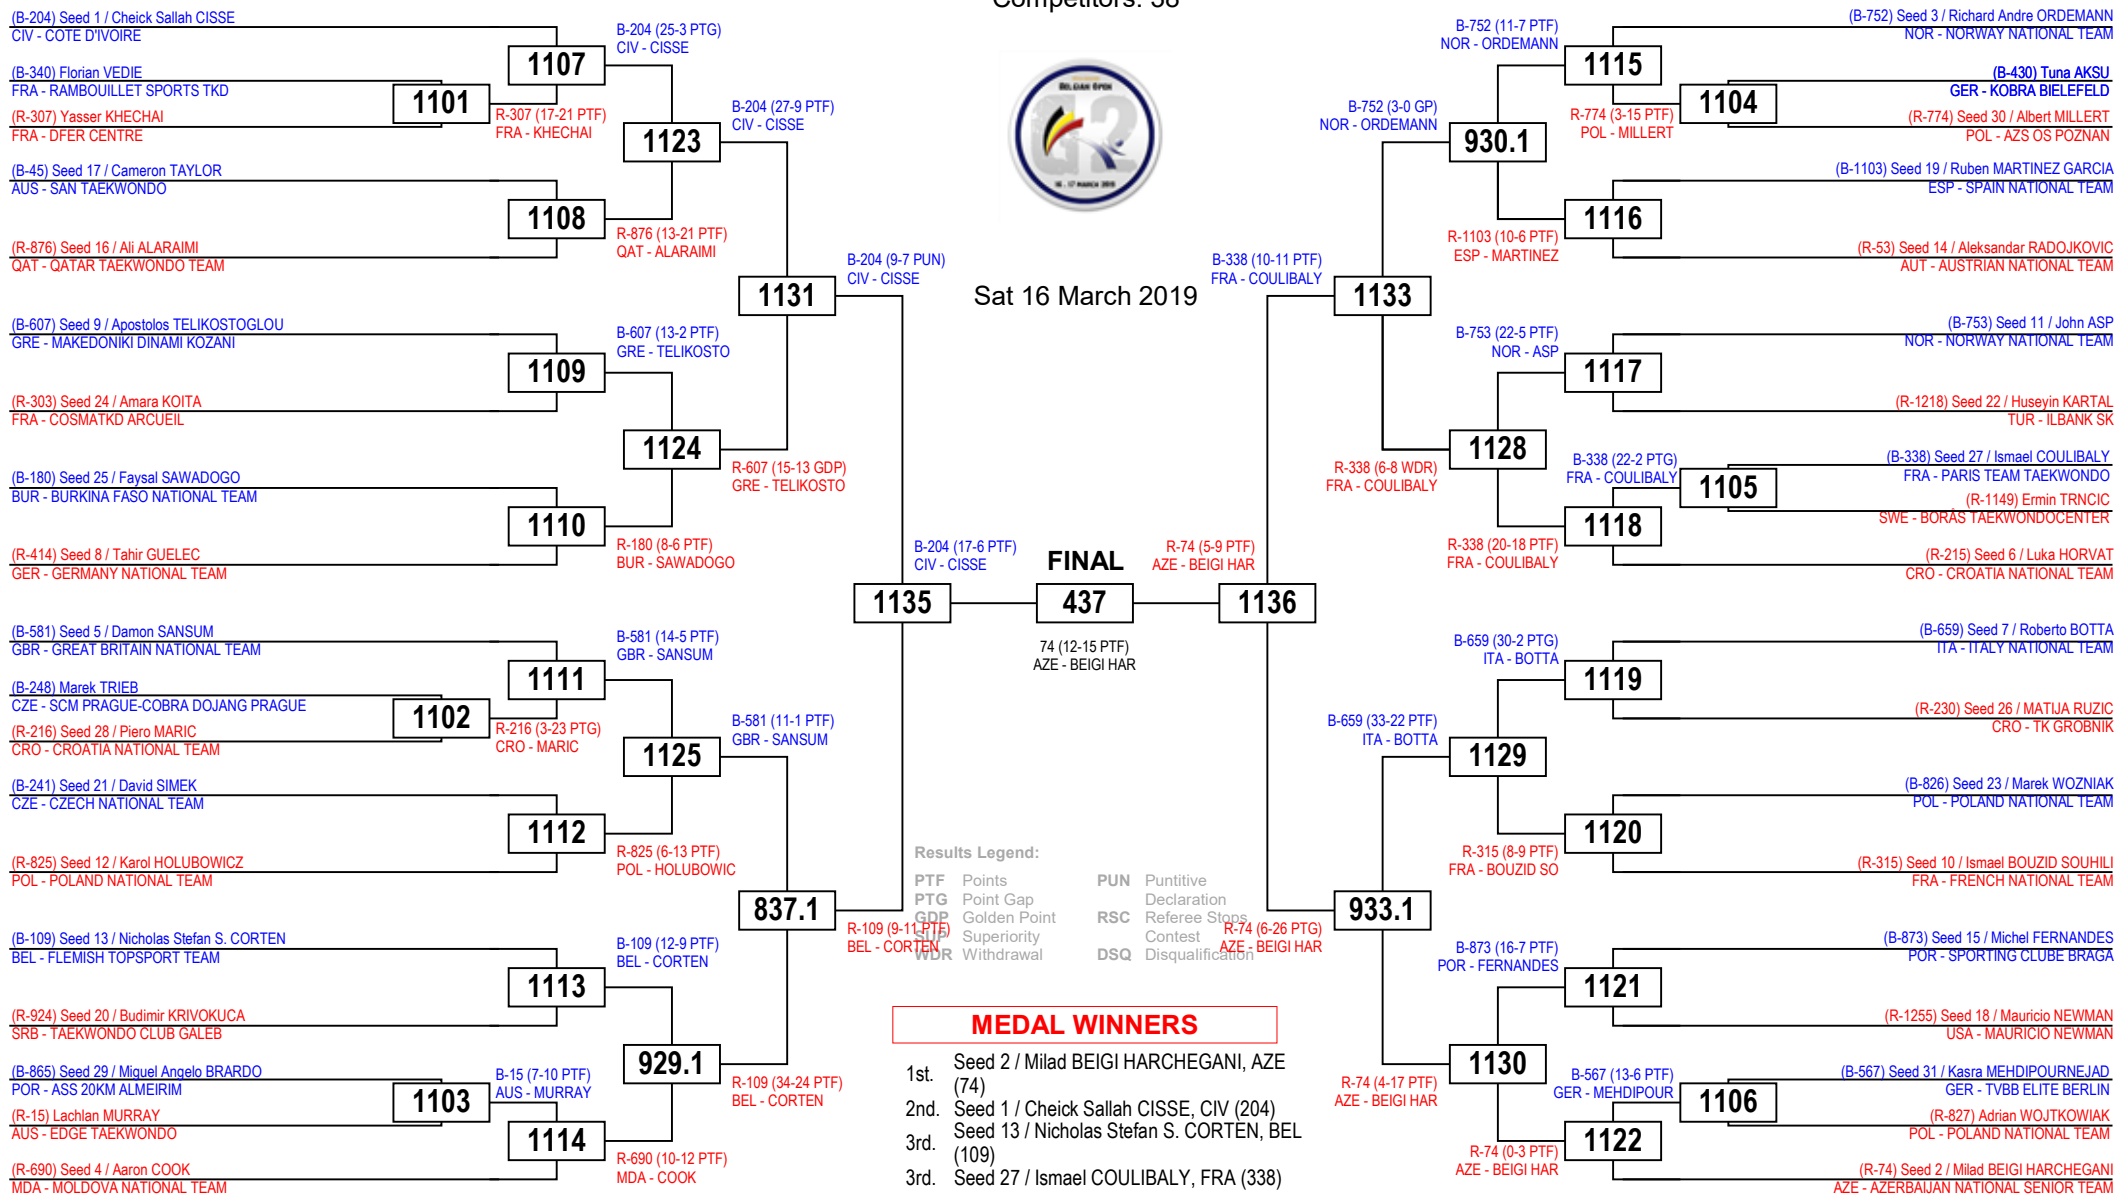 Competitors: 38
(B-204) Seed 1 / Cheick Sallah CISSE
CIV - COTE D'IVOIRE
(B-340) Florian VEDIE
FRA - RAMBOUILLET SPORTS TKD
(R-307) Yasser KHECHAI
FRA - DFER CENTRE
(B-45) Seed 17 / Cameron TAYLOR
AUS - SAN TAEKWONDO
(R-876) Seed 16 / Ali ALARAIMI
QAT - QATAR TAEKWONDO TEAM
(B-607) Seed 9 / Apostolos TELIKOSTOGLOU
GRE - MAKEDONIKI DINAMI KOZANI
(R-303) Seed 24 / Amara KOITA
FRA - COSMATKD ARCUEIL
(B-180) Seed 25 / Faysal SAWADOGO
BUR - BURKINA FASO NATIONAL TEAM
(R-414) Seed 8 / Tahir GUELEC
GER - GERMANY NATIONAL TEAM
(B-581) Seed 5 / Damon SANSUM
GBR - GREAT BRITAIN NATIONAL TEAM
(B-248) Marek TRIEB
CZE - SCM PRAGUE-COBRA DOJANG PRAGUE
(R-216) Seed 28 / Piero MARIC
CRO - CROATIA NATIONAL TEAM
(B-241) Seed 21 / David SIMEK
CZE - CZECH NATIONAL TEAM
(R-825) Seed 12 / Karol HOLUBOWICZ
POL - POLAND NATIONAL TEAM
(B-109) Seed 13 / Nicholas Stefan S. CORTEN
BEL - FLEMISH TOPSPORT TEAM
(R-924) Seed 20 / Budimir KRIVOKUCA
SRB - TAEKWONDO CLUB GALEB
(B-865) Seed 29 / Miguel Angelo BRARDO
POR - ASS 20KM ALMEIRIM
(R-15) Lachlan MURRAY
AUS - EDGE TAEKWONDO
(R-690) Seed 4 / Aaron COOK
MDA - MOLDOVA NATIONAL TEAM
1101
1102
1103
R-307 (17-21 PTF)
FRA - KHECHAI
R-216 (3-23 PTG)
CRO - MARIC
B-15 (7-10 PTF)
AUS - MURRAY
1107
1108
1109
1110
1111
1112
1113
1114
B-204 (25-3 PTG)
CIV - CISSE
R-876 (13-21 PTF)
QAT - ALARAIMI
B-607 (13-2 PTF)
GRE - TELIKOSTO
R-180 (8-6 PTF)
BUR - SAWADOGO
B-581 (14-5 PTF)
GBR - SANSUM
R-825 (6-13 PTF)
POL - HOLUBOWIC
B-109 (12-9 PTF)
BEL - CORTEN
R-690 (10-12 PTF)
MDA - COOK
1123
1124
1125
929.1
B-204 (27-9 PTF)
CIV - CISSE
R-607 (15-13 GDP)
GRE - TELIKOSTO
B-581 (11-1 PTF)
GBR - SANSUM
R-109 (34-24 PTF)
BEL - CORTEN
1131
837.1
B-204 (9-7 PUN)
CIV - CISSE
R-109 (9-11 PTF)
BEL - CORTEN
1135
B-204 (17-6 PTF)
CIV - CISSE
BELGIAN OPEN
G2
16 - 17 MARCH 2019
Sat 16 March 2019
FINAL
437
74 (12-15 PTF)
AZE - BEIGI HAR
R-74 (5-9 PTF)
AZE - BEIGI HAR
1136
B-338 (10-11 PTF)
FRA - COULIBALY
R-74 (6-26 PTG)
AZE - BEIGI HAR
1133
933.1
B-752 (3-0 GP)
NOR - ORDEMANN
R-338 (6-8 WDR)
FRA - COULIBALY
B-659 (33-22 PTF)
ITA - BOTTA
R-74 (4-17 PTF)
AZE - BEIGI HAR
930.1
1128
1129
1130
B-752 (11-7 PTF)
NOR - ORDEMANN
R-1103 (10-6 PTF)
ESP - MARTINEZ
B-753 (22-5 PTF)
NOR - ASP
R-338 (20-18 PTF)
FRA - COULIBALY
B-659 (30-2 PTG)
ITA - BOTTA
R-315 (8-9 PTF)
FRA - BOUZID SO
B-873 (16-7 PTF)
POR - FERNANDES
R-74 (0-3 PTF)
AZE - BEIGI HAR
1115
1116
1117
1118
1119
1120
1121
1122
R-774 (3-15 PTF)
POL - MILLERT
B-338 (22-2 PTG)
FRA - COULIBALY
B-567 (13-6 PTF)
GER - MEHDIPOUR
1104
1105
1106
(B-752) Seed 3 / Richard Andre ORDEMANN
NOR - NORWAY NATIONAL TEAM
(B-430) Tuna AKSU
GER - KOBRA BIELEFELD
(R-774) Seed 30 / Albert MILLERT
POL - AZS OS POZNAN
(B-1103) Seed 19 / Ruben MARTINEZ GARCIA
ESP - SPAIN NATIONAL TEAM
(R-53) Seed 14 / Aleksandar RADOJKOVIC
AUT - AUSTRIAN NATIONAL TEAM
(B-753) Seed 11 / John ASP
NOR - NORWAY NATIONAL TEAM
(R-1218) Seed 22 / Huseyin KARTAL
TUR - ILBANK SK
(B-338) Seed 27 / Ismael COULIBALY
FRA - PARIS TEAM TAEKWONDO
(R-1149) Ermin TRNCIC
SWE - BORÅS TAEKWONDOCENTER
(R-215) Seed 6 / Luka HORVAT
CRO - CROATIA NATIONAL TEAM
(B-659) Seed 7 / Roberto BOTTA
ITA - ITALY NATIONAL TEAM
(R-230) Seed 26 / MATIJA RUZIC
CRO - TK GROBNIK
(B-826) Seed 23 / Marek WOZNIAK
POL - POLAND NATIONAL TEAM
(R-315) Seed 10 / Ismael BOUZID SOUHILI
FRA - FRENCH NATIONAL TEAM
(B-873) Seed 15 / Michel FERNANDES
POR - SPORTING CLUBE BRAGA
(R-1255) Seed 18 / Mauricio NEWMAN
USA - MAURICIO NEWMAN
(B-567) Seed 31 / Kasra MEHDIPOURNEJAD
GER - TVBB ELITE BERLIN
(R-827) Adrian WOJTKOWIAK
POL - POLAND NATIONAL TEAM
(R-74) Seed 2 / Milad BEIGI HARCHEGANI
AZE - AZERBAIJAN NATIONAL SENIOR TEAM
Results Legend:
PTF Points
PTG Point Gap
GDP Golden Point
SUP Superiority
WDR Withdrawal
PUN Puntitive
Declaration
RSC Referee Stops
Contest
DSQ Disqualification
MEDAL WINNERS
1st. Seed 2 / Milad BEIGI HARCHEGANI, AZE
(74)
2nd. Seed 1 / Cheick Sallah CISSE, CIV (204)
3rd. Seed 13 / Nicholas Stefan S. CORTEN, BEL
(109)
3rd. Seed 27 / Ismael COULIBALY, FRA (338)